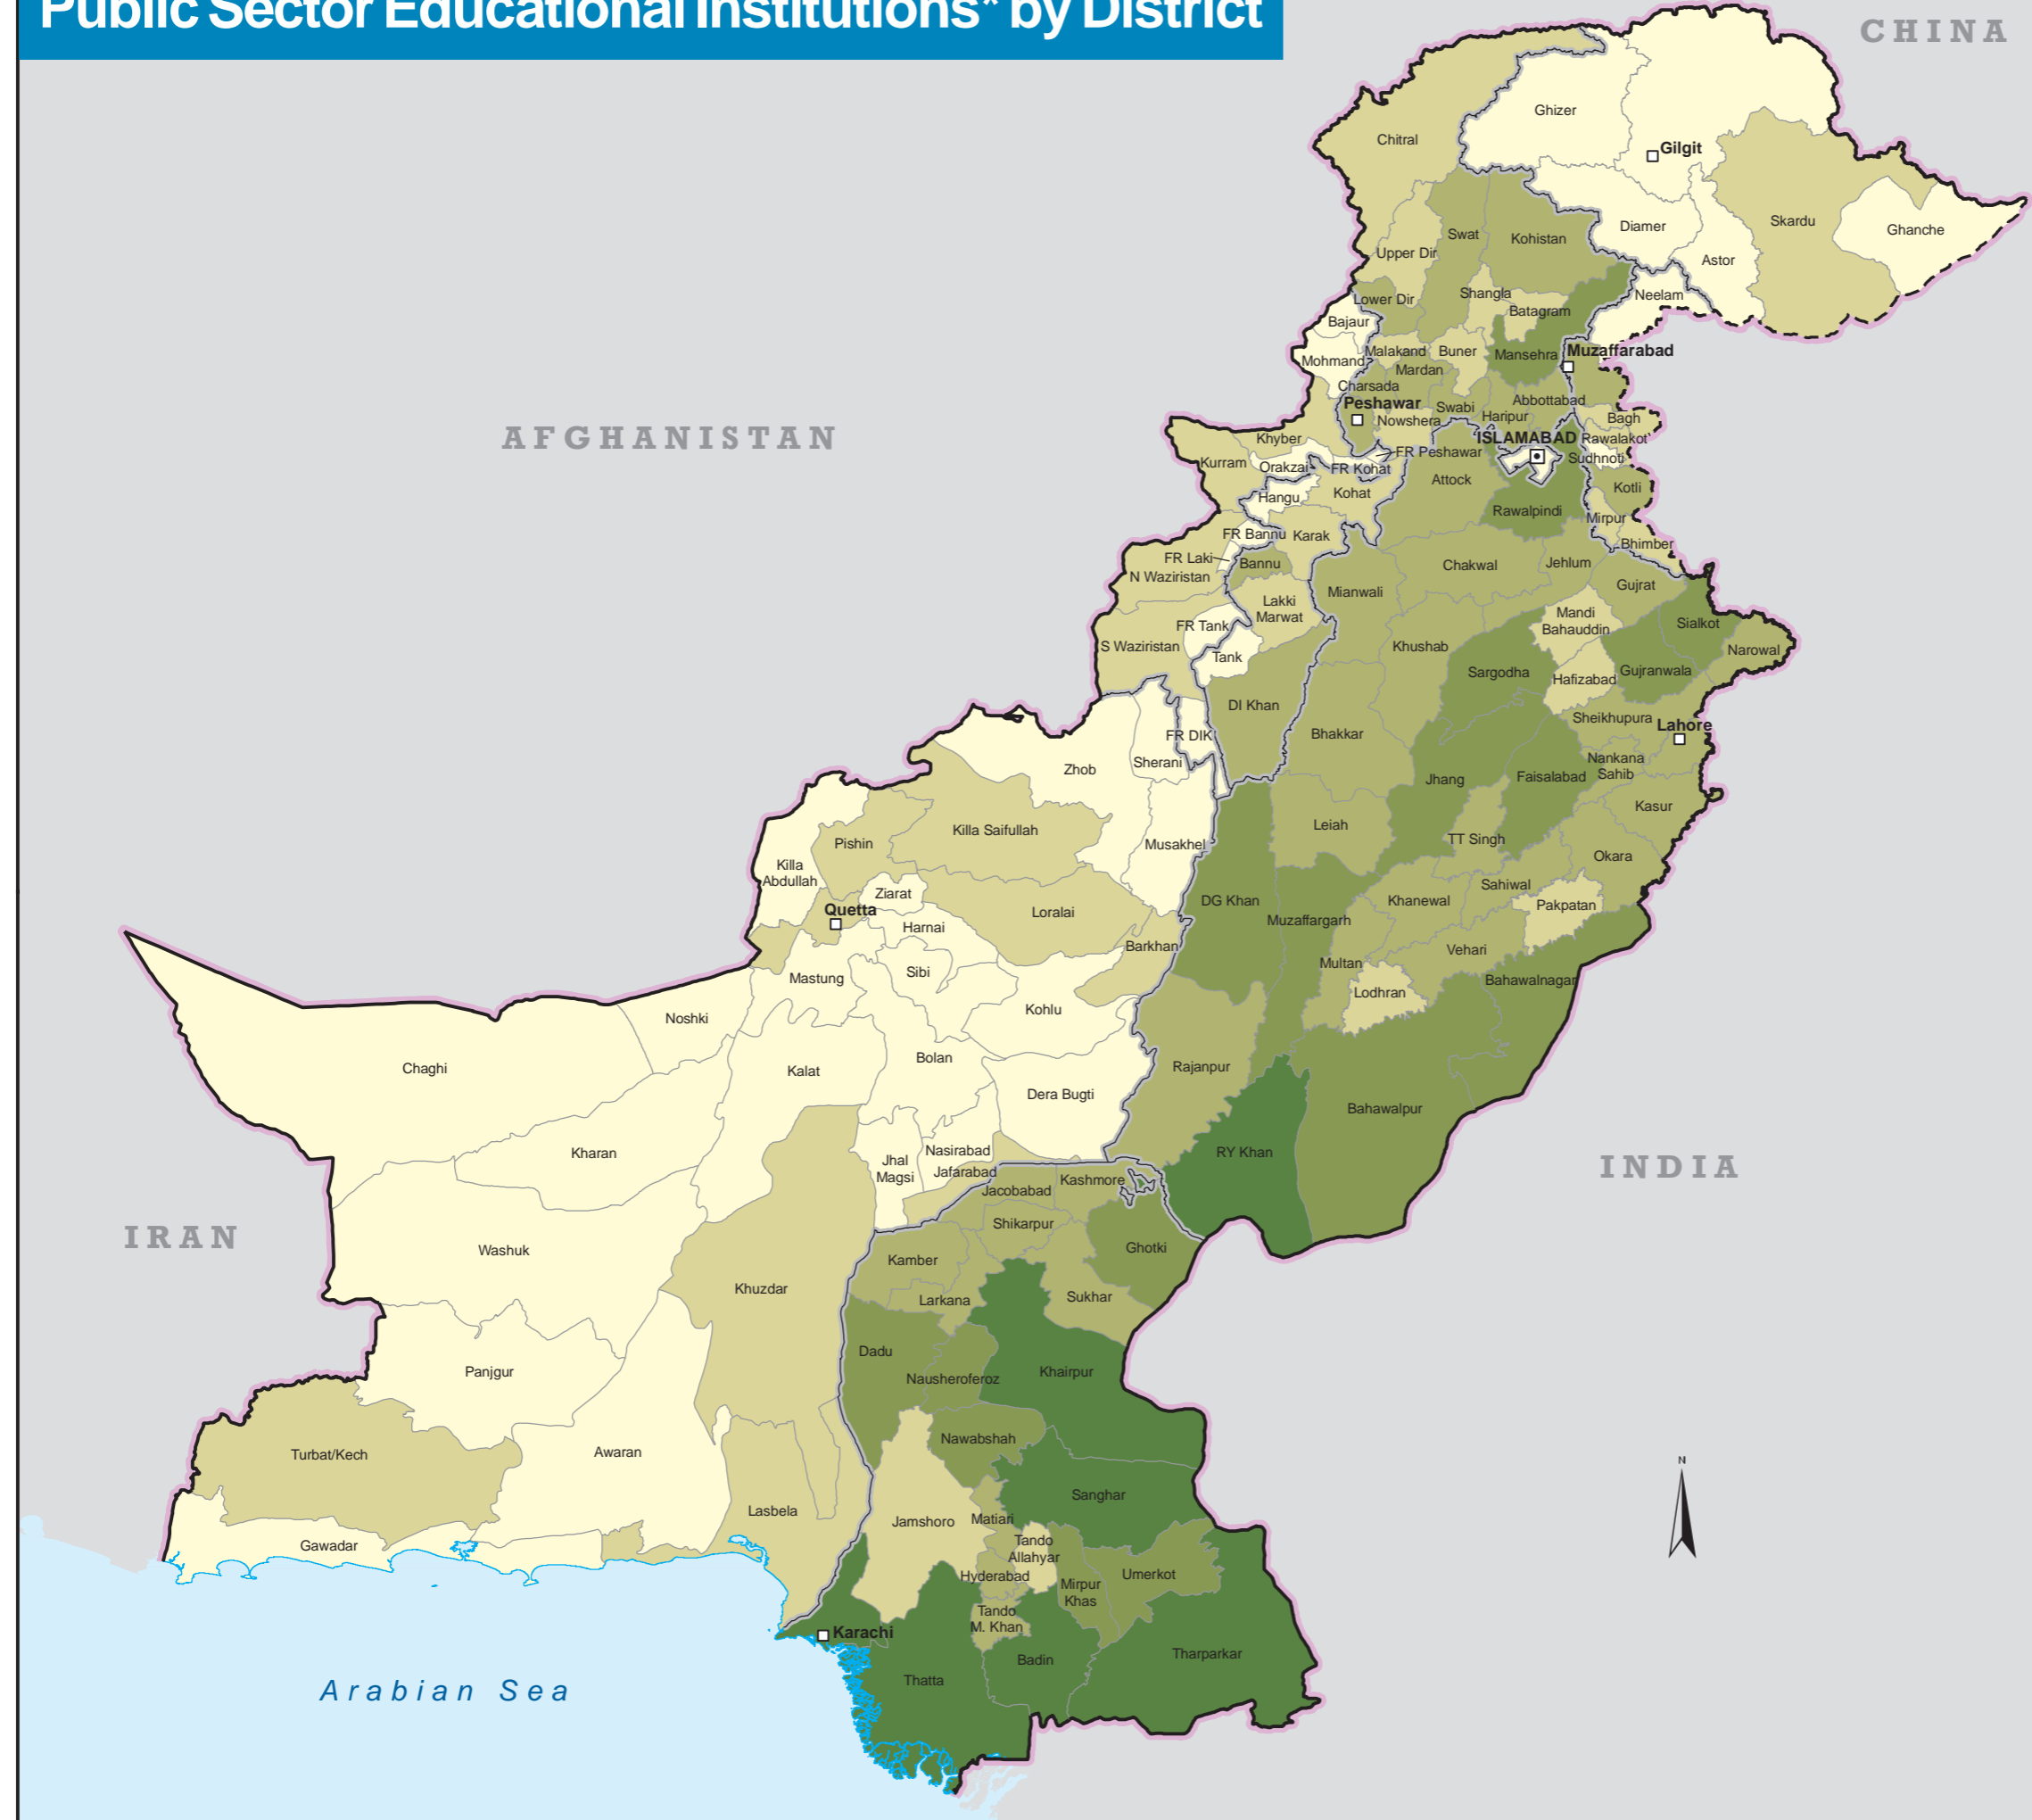 Public Sector Educational Institutions* by District
CHINA
Ghizer
Chitral
Gilgit
Skardu
Diamer
Ghanche
Swat
Kohistan
Upper Dir
Astor
Shangla
Neelam
Lower Dir
Batagram
Bajaur
Muzaffarabad
Malakand
Buner
Mansehra
Mohmand
Mardan
Charsada
Abbottabad
Peshawar
Swabi
Haripur
Nowshera
Bagh
AFGHANISTAN
Khyber
ISLAMABAD
Rawalakot
FR Peshawar
Sudhnoti
Kurram
Orakzai
FR Kohat
Attock
Kotli
Hangu
Kohat
Rawalpindi
Mirpur
FR Bannu
Karak
Bhimber
FR Laki
Bannu
Chakwal
Jehlum
N Waziristan
Mianwali
Gujrat
Lakki
Marwat
Mandi
Bahauddin
FR Tank
Sialkot
S Waziristan
Khushab
Narowal
Tank
Sargodha
Gujranwala
Hafizabad
DI Khan
Sheikhupura
Lahore
FR DIK
Bhakkar
Sherani
Nankana
Sahib
Zhob
Jhang
Faisalabad
Kasur
Killa Saifullah
Leiah
Pishin
Musakhel
TT Singh
Okara
Killa
Abdullah
Ziarat
Sahiwal
DG Khan
Khanewal
Pakpatan
Quetta
Loralai
Muzaffargarh
Harnai
Barkhan
Vehari
Multan
Sibi
Mastung
Bahawalnagar
Lodhran
Kohlu
Noshki
Bolan
Chaghi
Kalat
Rajanpur
Dera Bugti
Bahawalpur
Kharan
Nasirabad
RY Khan
INDIA
Jhal
Magsi
Jafarabad
Kashmore
Jacobabad
IRAN
Shikarpur
Washuk
Ghotki
Kamber
Khuzdar
Larkana
Sukhar
Dadu
Panjgur
Nausheroferoz
Khairpur
Nawabshah
Turbat/Kech
Awaran
N
Sanghar
Lasbela
Jamshoro
Matiari
Gawadar
Tando
Allahyar
Hyderabad
Umerkot
Mirpur
Khas
Tando
M. Khan
Karachi
Tharparkar
Badin
Thatta
Arabian Sea